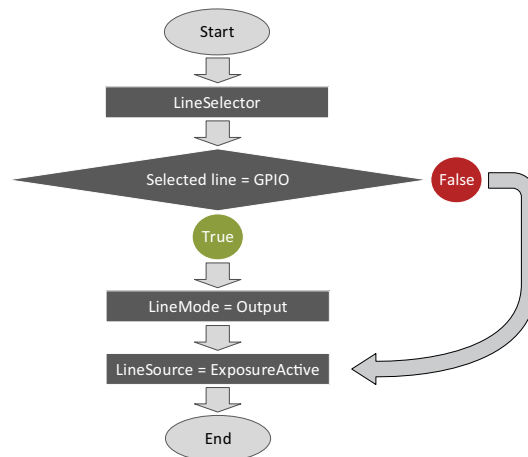 Start
LineSelector
Selected line = GPIO
False
True
LineMode = Output
LineSource = ExposureActive
End